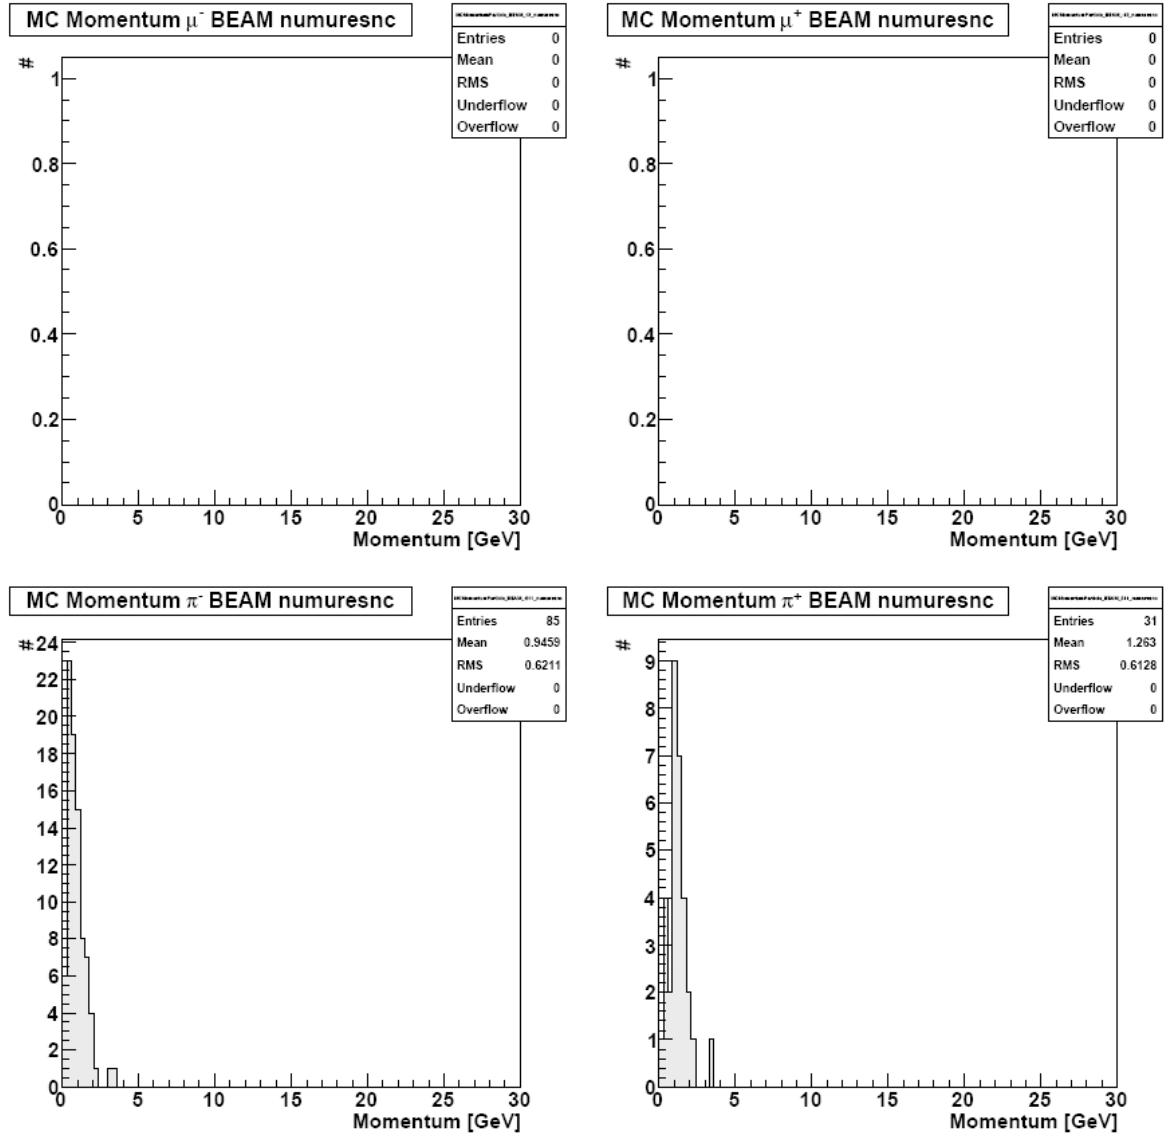 MC Momentum μ- BEAM numuresnc
Entries 0
Mean 0
RMS 0
Underflow 0
Overflow 0
#
1
0.8
0.6
0.4
0.2
0
0 5 10 15 20 25 30
Momentum [GeV]
MC Momentum μ+ BEAM numuresnc
Entries 0
Mean 0
RMS 0
Underflow 0
Overflow 0
#
1
0.8
0.6
0.4
0.2
0
0 5 10 15 20 25 30
Momentum [GeV]
MC Momentum π- BEAM numuresnc
Entries 85
Mean 0.9459
RMS 0.6211
Underflow 0
Overflow 0
#
24
22
20
18
16
14
12
10
8
6
4
2
0
0 5 10 15 20 25 30
Momentum [GeV]
MC Momentum π+ BEAM numuresnc
Entries 31
Mean 1.263
RMS 0.6128
Underflow 0
Overflow 0
#
9
8
7
6
5
4
3
2
1
0
0 5 10 15 20 25 30
Momentum [GeV]